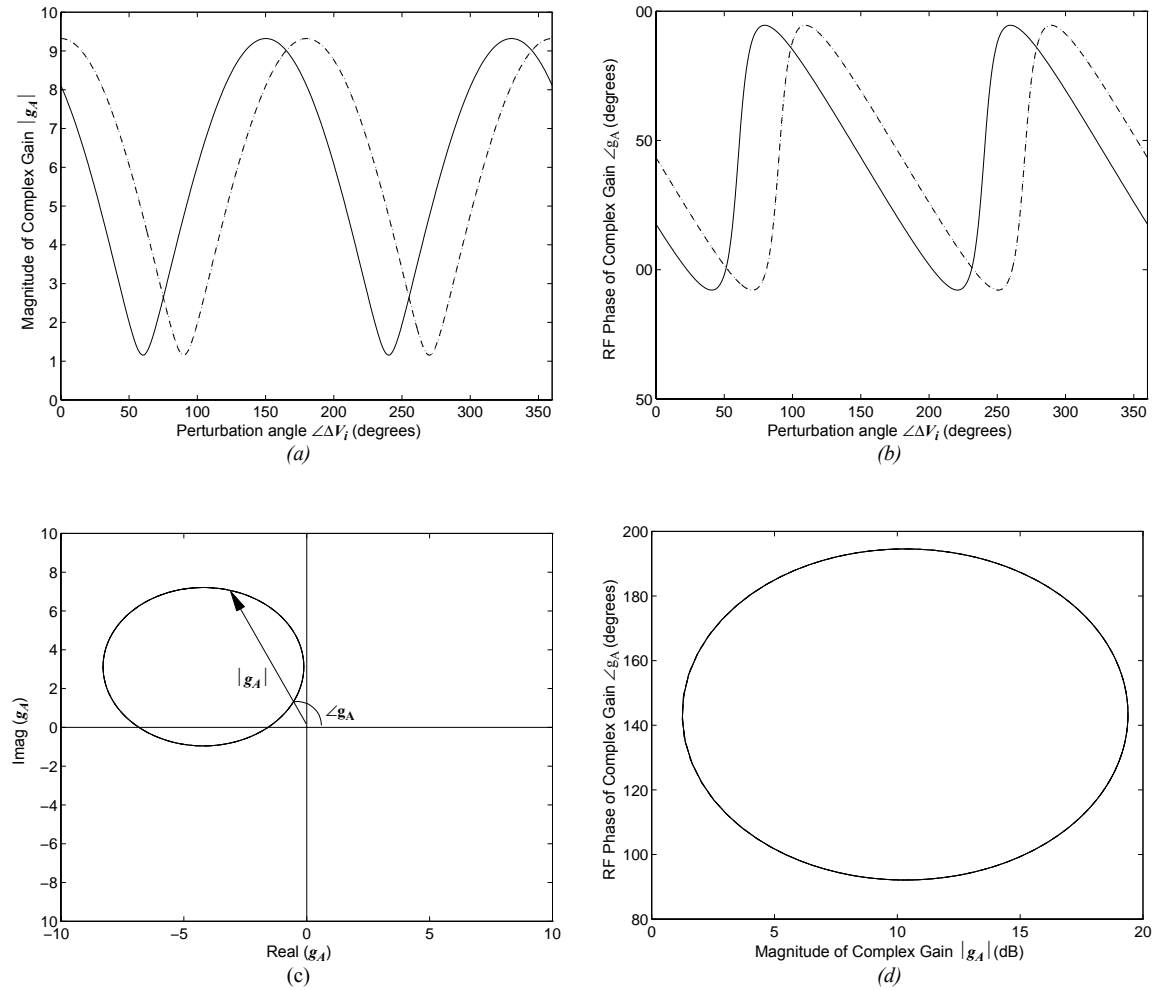 10
9
8
7
6
5
4
3
2
1
0
Magnitude of Complex Gain |gA|
0 50 100 150 200 250 300 350
Perturbation angle ∠ΔVi (degrees)
(a)
00
50
00
50
RF Phase of Complex Gain ∠gA (degrees)
0 50 100 150 200 250 300 350
Perturbation angle ∠ΔVi (degrees)
(b)
10
8
6
4
2
0
−2
−4
−6
−8
10
Imag (gA)
|gA|
∠gA
−10 −5 0 5 10
Real (gA)
(c)
200
180
160
140
120
100
80
RF Phase of Complex Gain ∠gA (degrees)
0 5 10 15 20
Magnitude of Complex Gain |gA| (dB)
(d)